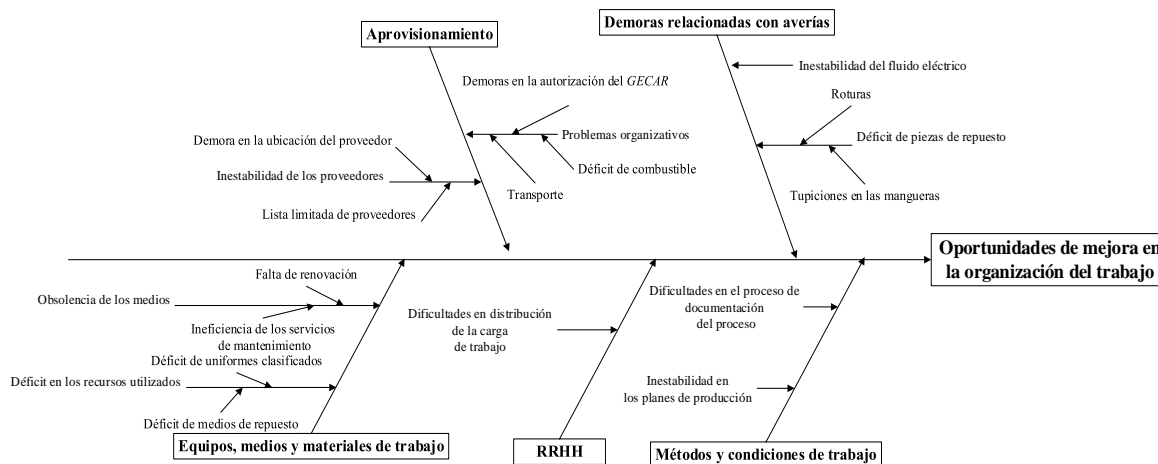 Demoras relacionadas con averías
Aprovisionamiento
Inestabilidad del fluido eléctrico
Demoras en la autorización del GECAR
Roturas
Problemas organizativos
Déficit de piezas de repuesto
Demora en la ubicación del proveedor
Déficit de combustible
Inestabilidad de los proveedores
Transporte
Tupiciones en las mangueras
Lista limitada de proveedores
Oportunidades de mejora en
la organización del trabajo
Falta de renovación
Obsolencia de los medios
Ineficiencia de los servicios
de mantenimiento
Déficit de uniformes clasificados
Déficit en los recursos utilizados
Déficit de medios de repuesto
Dificultades en distribución
de la carga
de trabajo
Dificultades en el proceso de
documentación
del proceso
Inestabilidad en
los planes de producción
Equipos, medios y materiales de trabajo
RRHH
Métodos y condiciones de trabajo